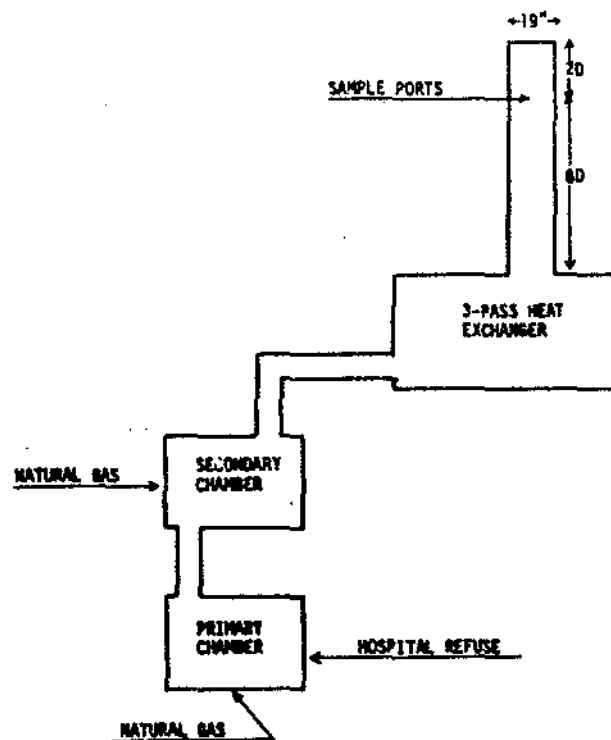 19"
2D
SAMPLE PORTS
8D
3-PASS HEAT
EXCHANGER
SECONDARY
CHAMBER
NATURAL GAS
PRIMARY
CHAMBER
HOSPITAL REFUSE
NATURAL GAS